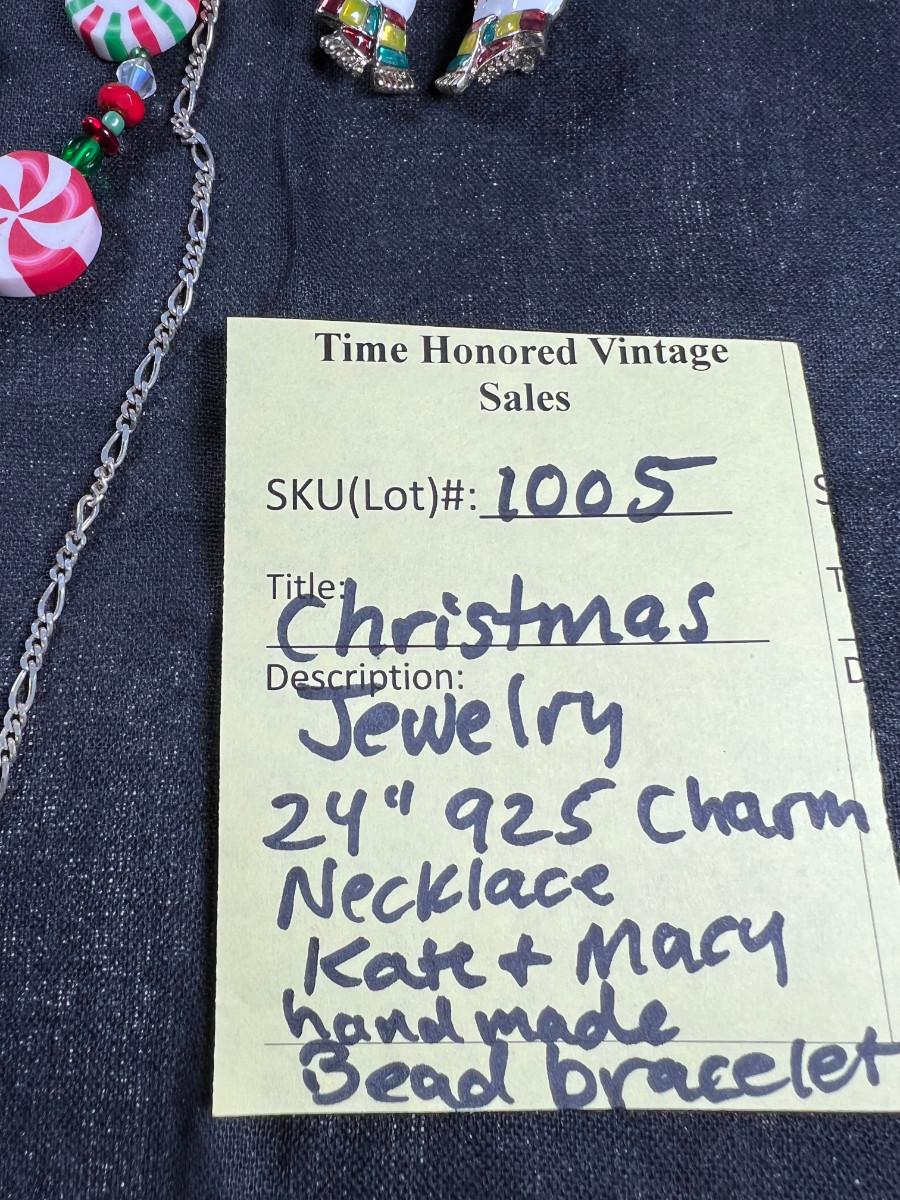 Time Honored Vintage
Sales
SKU(Lot)#: 1005
Title:
Christmas
Description:
Jewelry
24" 925 Charm
Necklace
Kate + Macy
handmade
Bead bracelet
S
T
D